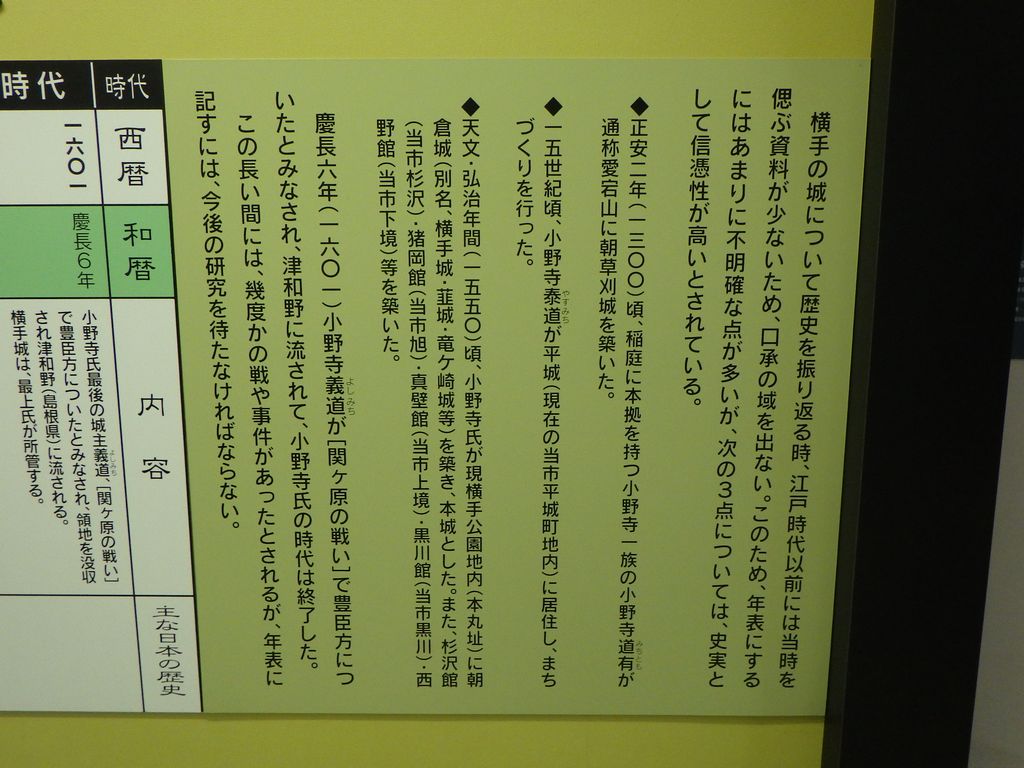 横手の城について歴史を振り返る時、江戸時代以前には当時を
偲ぶ資料が少ないため、口承の域を出ない。このため、年表にする
にはあまりに不明確な点が多いが、次の3点については、史実と
して信憑性が高いとされている。
◆正安二年(一三〇〇)頃、稲庭に本拠を持つ小野寺一族の小野寺道有が
みちとも
通称愛宕山に朝草刈城を築いた。
◆一五世紀頃、小野寺泰道が平城(現在の当市平城町地内)に居住し、まち
やすみち
づくりを行った。
◆天文・弘治年間(一五五〇)頃、小野寺氏が現横手公園地内(本丸址)に朝
倉城(別名、横手城・韮城・竜ケ崎城等)を築き、本城とした。また、杉沢館
(当市杉沢)・猪岡館(当市旭)・真壁館(当市上境)・黒川館(当市黒川)・西
野館(当市下境)等を築いた。
慶長六年(一六〇一)小野寺義道が[関ヶ原の戦い]で豊臣方につ
よしみち
いたとみなされ、津和野に流されて、小野寺氏の時代は終了した。
この長い間には、幾度かの戦や事件があったとされるが、年表に
記すには、今後の研究を待たなければならない。
時代
西暦
和暦
内容
主な日本の歴史
時代
一六〇一
慶長6年
小野寺氏最後の城主義道、[関ヶ原の戦い]
よしみち
で豊臣方についたとみなされ、領地を没収
され津和野(島根県)に流される。
横手城は、最上氏が所管する。